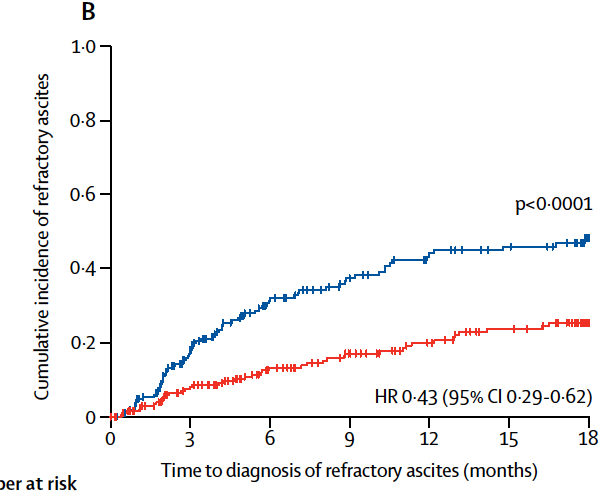 B
1·0
0·8
0·6
0·4
0·2
0
Cumulative incidence of refractory ascites
p<0·0001
HR 0·43 (95% CI 0·29–0·62)
0 3 6 9 12 15 18
Time to diagnosis of refractory ascites (months)
ber at risk